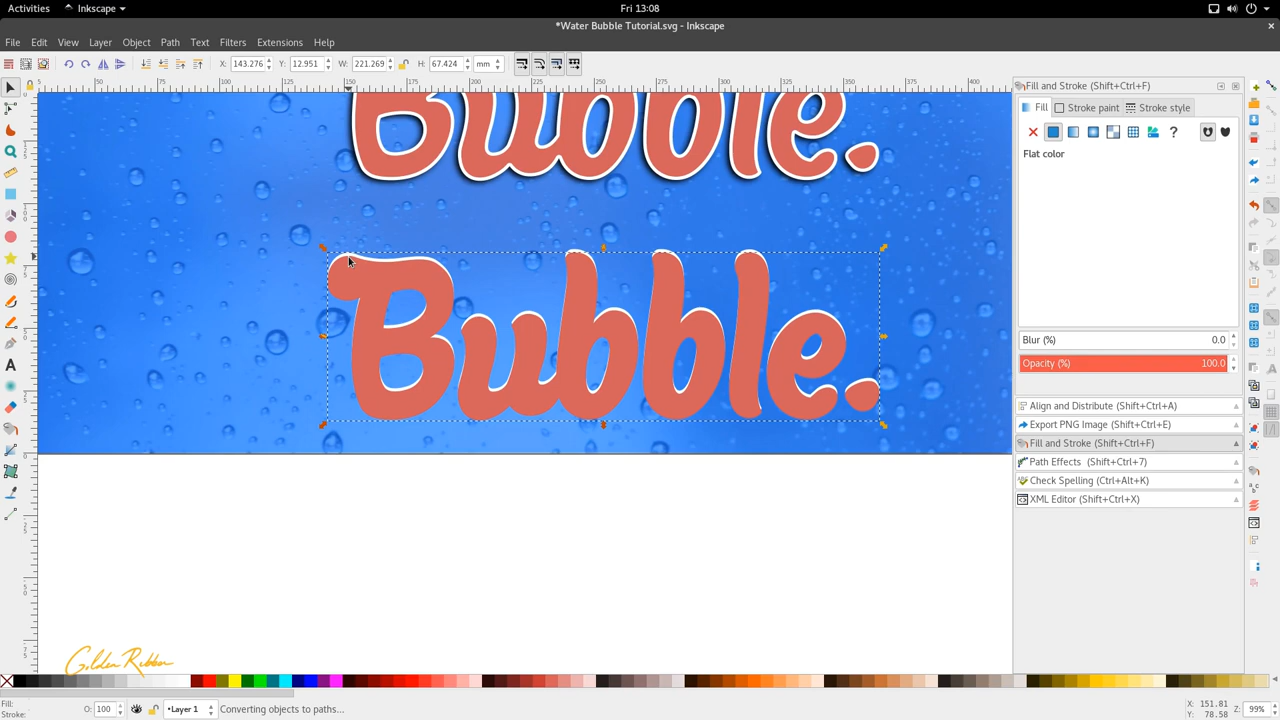 Activities
Inkscape
Fri 13:08
*Water Bubble Tutorial.svg - Inkscape
File Edit View Layer Object Path Text Filters Extensions Help
X: 143.276 Y: 12.951 W: 221.269 H: 67.424 mm
Fill and Stroke (Shift+Ctrl+F)
Fill Stroke paint Stroke style
?
Flat color
Bubble.
Bubble.
Blur (%) 0.0
Opacity (%) 100.0
Align and Distribute (Shift+Ctrl+A)
Export PNG Image (Shift+Ctrl+E)
Fill and Stroke (Shift+Ctrl+F)
Path Effects (Shift+Ctrl+7)
Check Spelling (Ctrl+Alt+K)
XML Editor (Shift+Ctrl+X)
Golden Ribbon
Fill:
Stroke:
O: 100
•Layer 1
Converting objects to paths...
X: 151.81
Y: 78.58
Z: 99%